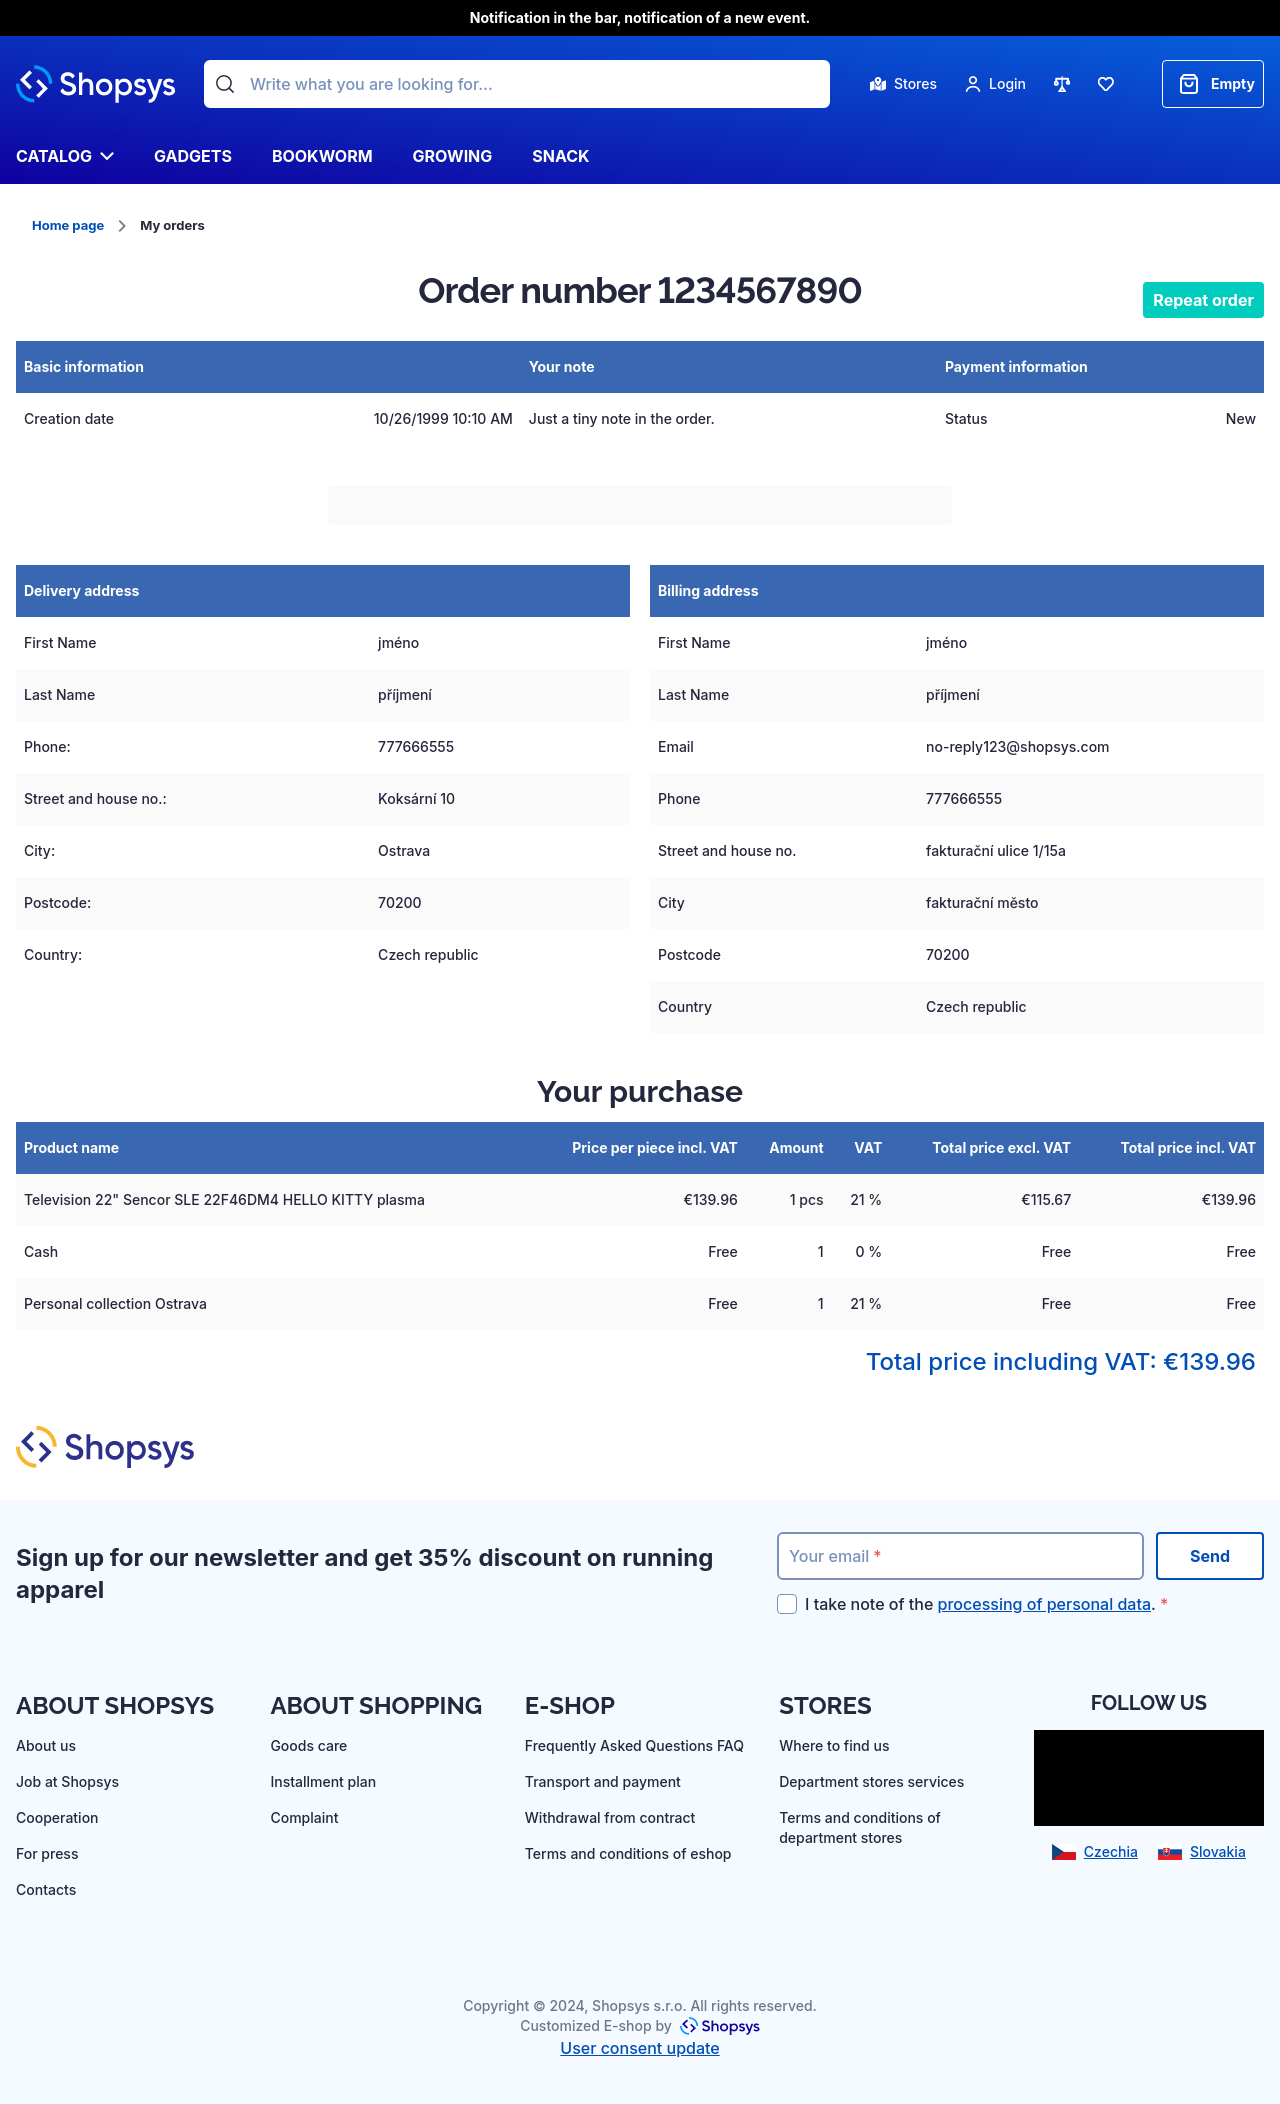 Notification in the bar, notification of a new event.
Shopsys
Write what you are looking for...
Stores
Login
Empty
CATALOG
GADGETS
BOOKWORM
GROWING
SNACK
Home page
My orders
Order number 1234567890
Repeat order
Basic information
Your note
Payment information
Creation date
10/26/1999 10:10 AM
Just a tiny note in the order.
Status
New
Delivery address
First Name
jméno
Last Name
příjmení
Phone:
777666555
Street and house no.:
Koksární 10
City:
Ostrava
Postcode:
70200
Country:
Czech republic
Billing address
First Name
jméno
Last Name
příjmení
Email
no-reply123@shopsys.com
Phone
777666555
Street and house no.
fakturační ulice 1/15a
City
fakturační město
Postcode
70200
Country
Czech republic
Your purchase
Product name
Price per piece incl. VAT
Amount
VAT
Total price excl. VAT
Total price incl. VAT
Television 22" Sencor SLE 22F46DM4 HELLO KITTY plasma
€139.96
1 pcs
21 %
€115.67
€139.96
Cash
Free
1
0 %
Free
Free
Personal collection Ostrava
Free
1
21 %
Free
Free
Total price including VAT: €139.96
Shopsys
Sign up for our newsletter and get 35% discount on running
apparel
Your email *
Send
I take note of the processing of personal data. *
ABOUT SHOPSYS
About us
Job at Shopsys
Cooperation
For press
Contacts
ABOUT SHOPPING
Goods care
Installment plan
Complaint
E-SHOP
Frequently Asked Questions FAQ
Transport and payment
Withdrawal from contract
Terms and conditions of eshop
STORES
Where to find us
Department stores services
Terms and conditions of
department stores
FOLLOW US
Czechia
Slovakia
Copyright © 2024, Shopsys s.r.o. All rights reserved.
Customized E-shop by Shopsys
User consent update